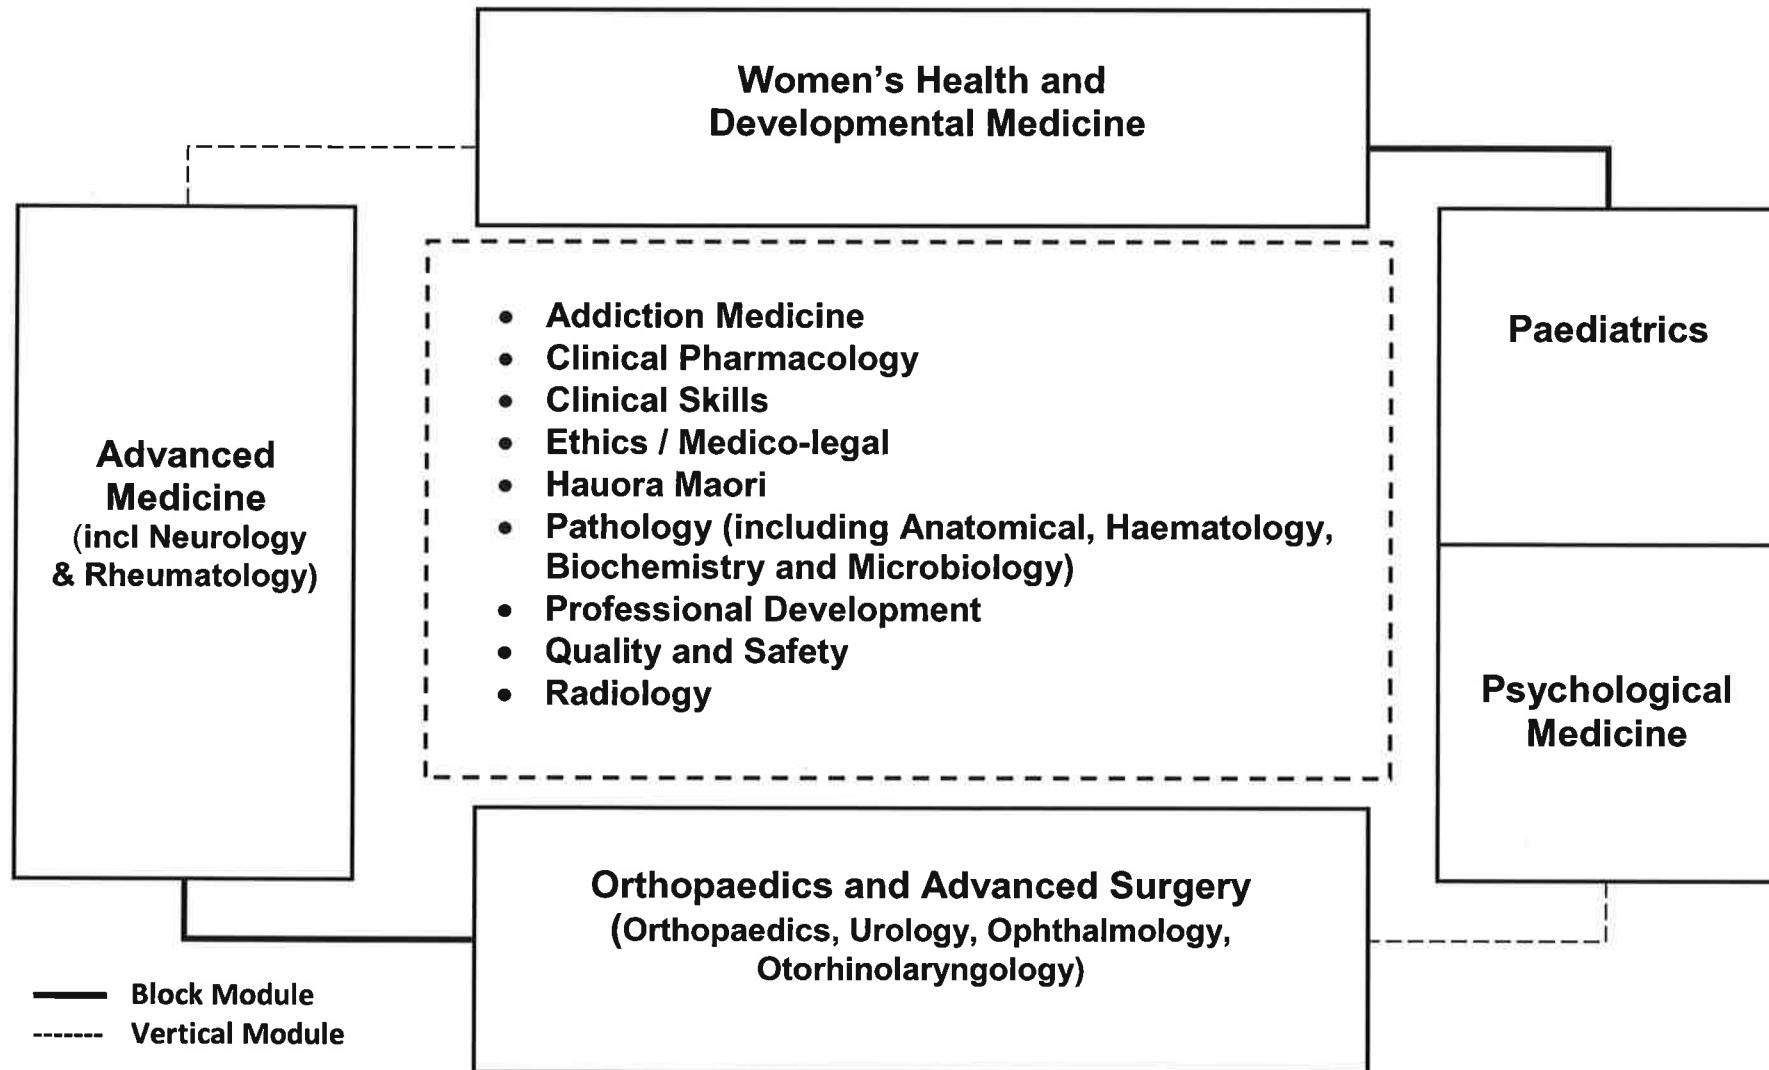 Women's Health and
Developmental Medicine
Advanced
Medicine
(incl Neurology
& Rheumatology)
• Addiction Medicine
• Clinical Pharmacology
• Clinical Skills
• Ethics / Medico-legal
• Hauora Maori
• Pathology (including Anatomical, Haematology,
Biochemistry and Microbiology)
• Professional Development
• Quality and Safety
• Radiology
Paediatrics
Psychological
Medicine
Orthopaedics and Advanced Surgery
(Orthopaedics, Urology, Ophthalmology,
Otorhinolaryngology)
Block Module
Vertical Module